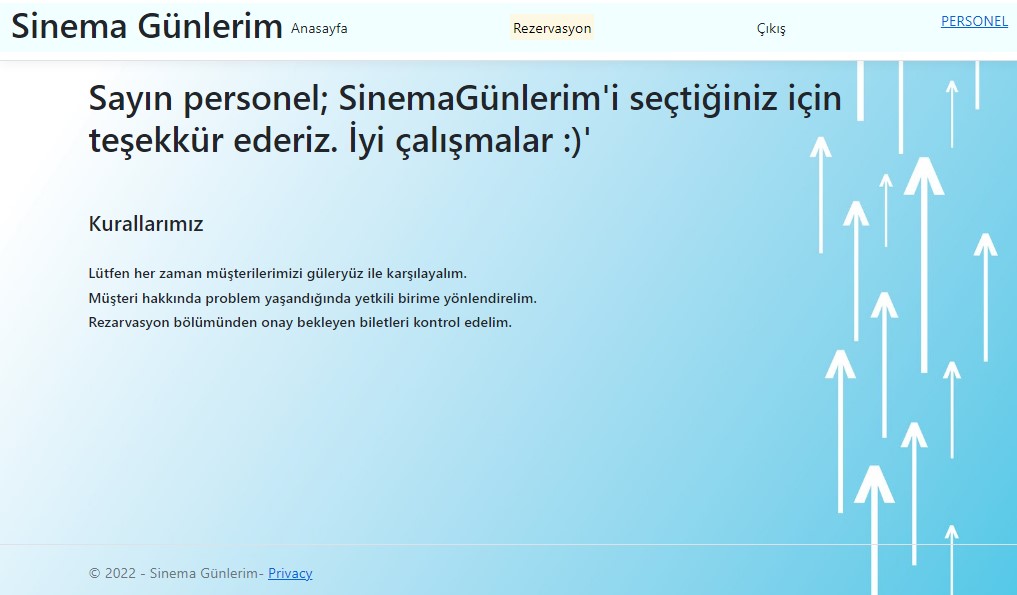 Sinema Günlerim Anasayfa Rezervasyon Çıkış PERSONEL
Sayın personel; SinemaGünlerim'i seçtiğiniz için
teşekkür ederiz. İyi çalışmalar :)'
Kurallarımız
Lütfen her zaman müşterilerimizi güleryüz ile karşılayalım.
Müşteri hakkında problem yaşandığında yetkili birime yönlendirelim.
Rezarvasyon bölümünden onay bekleyen biletleri kontrol edelim.
© 2022 - Sinema Günlerim- Privacy